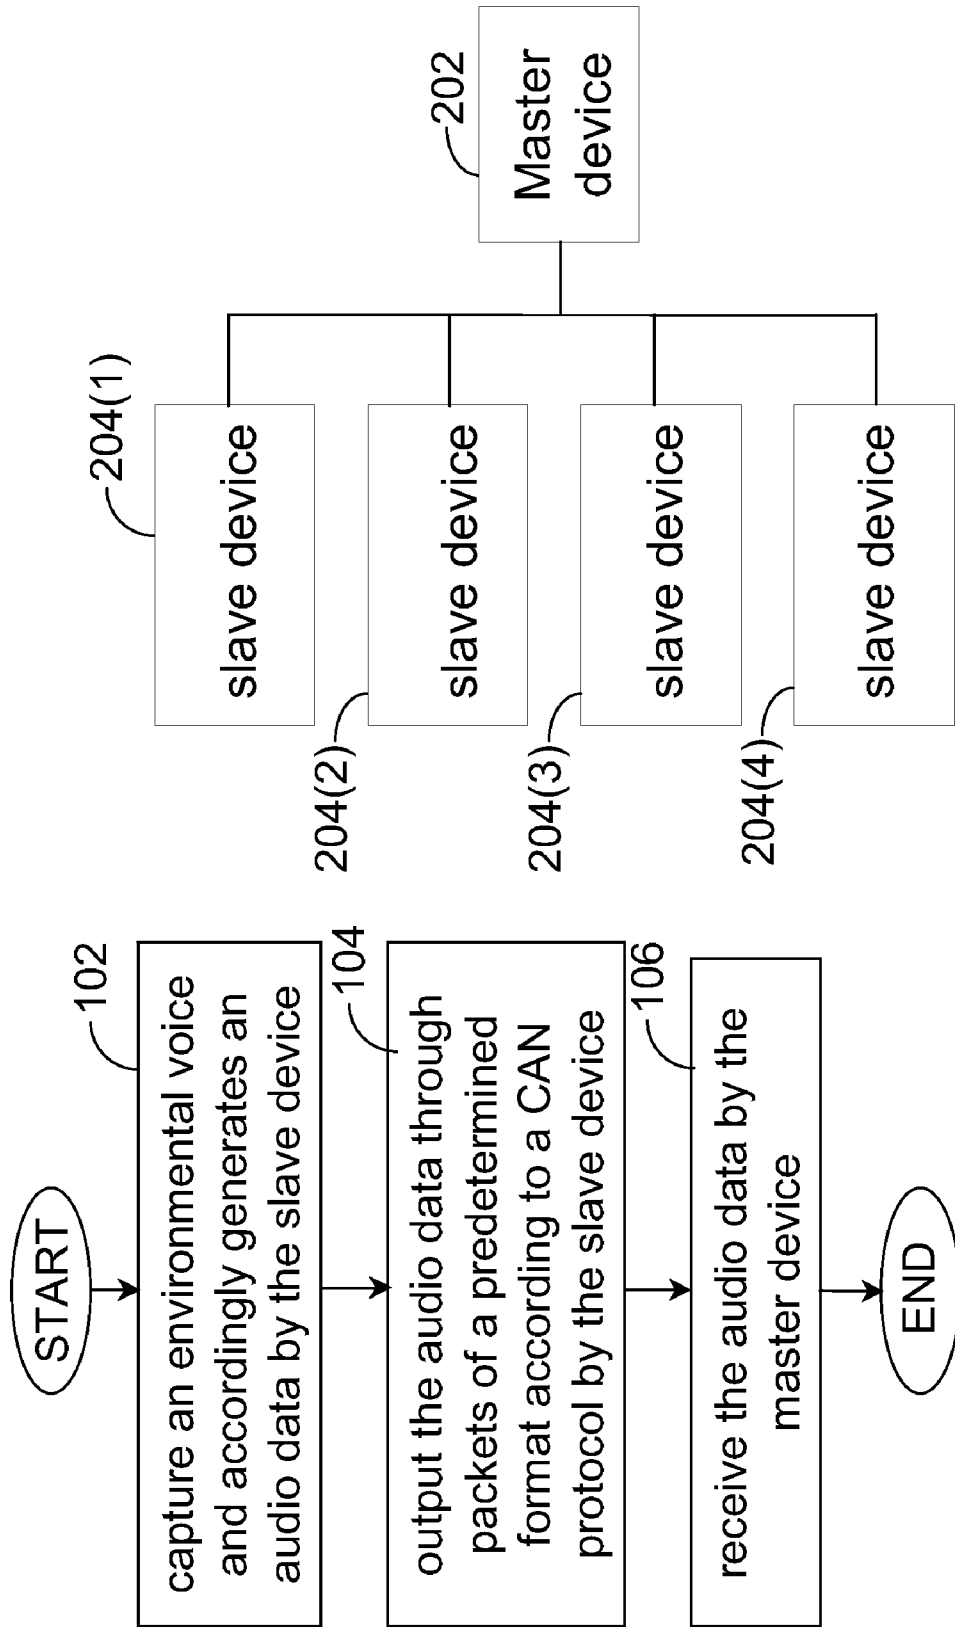 START
102
capture an environmental voice
and accordingly generates an
audio data by the slave device
104
output the audio data through
packets of a predetermined
format according to a CAN
protocol by the slave device
106
receive the audio data by the
master device
END
204(1)
slave device
204(2)
slave device
204(3)
slave device
204(4)
slave device
202
Master
device